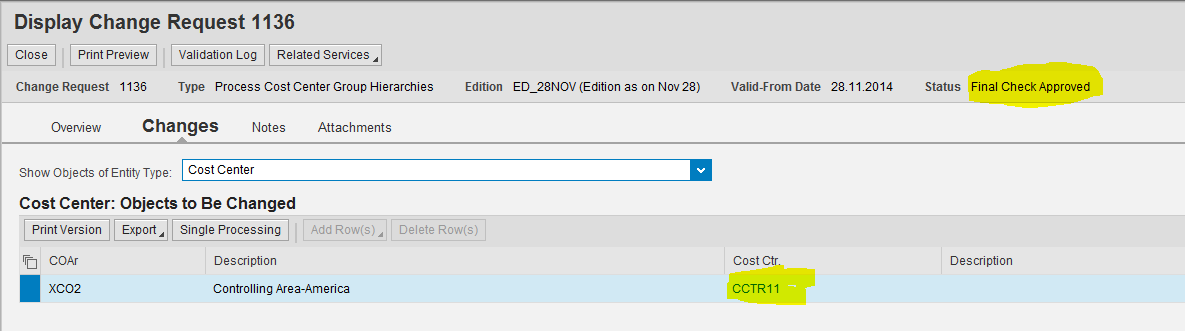 Display Change Request 1136
Close Print Preview Validation Log Related Services
Change Request 1136 Type Process Cost Center Group Hierarchies Edition ED_28NOV (Edition as on Nov 28) Valid-From Date 28.11.2014 Status Final Check Approved
Overview Changes Notes Attachments
Show Objects of Entity Type: Cost Center
Cost Center: Objects to Be Changed
Print Version Export Single Processing Add Row(s) Delete Row(s)
COAr Description Cost Ctr. Description
XCO2 Controlling Area-America CCTR11